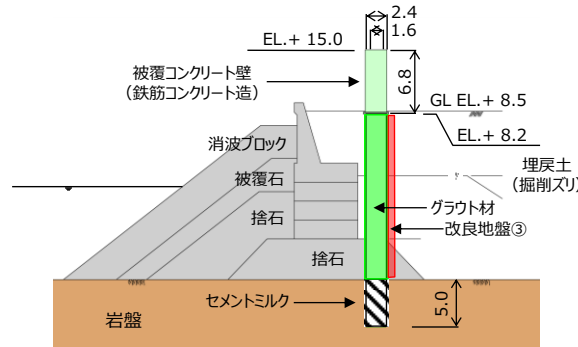 2.4
1.6
EL.+ 15.0
被覆コンクリート壁
（鉄筋コンクリート造）
6.8
GL EL.+ 8.5
EL.+ 8.2
消波ブロック
埋戻土
（掘削ズリ）
被覆石
グラウト材
捨石
改良地盤③
捨石
セメントミルク
5.0
岩盤